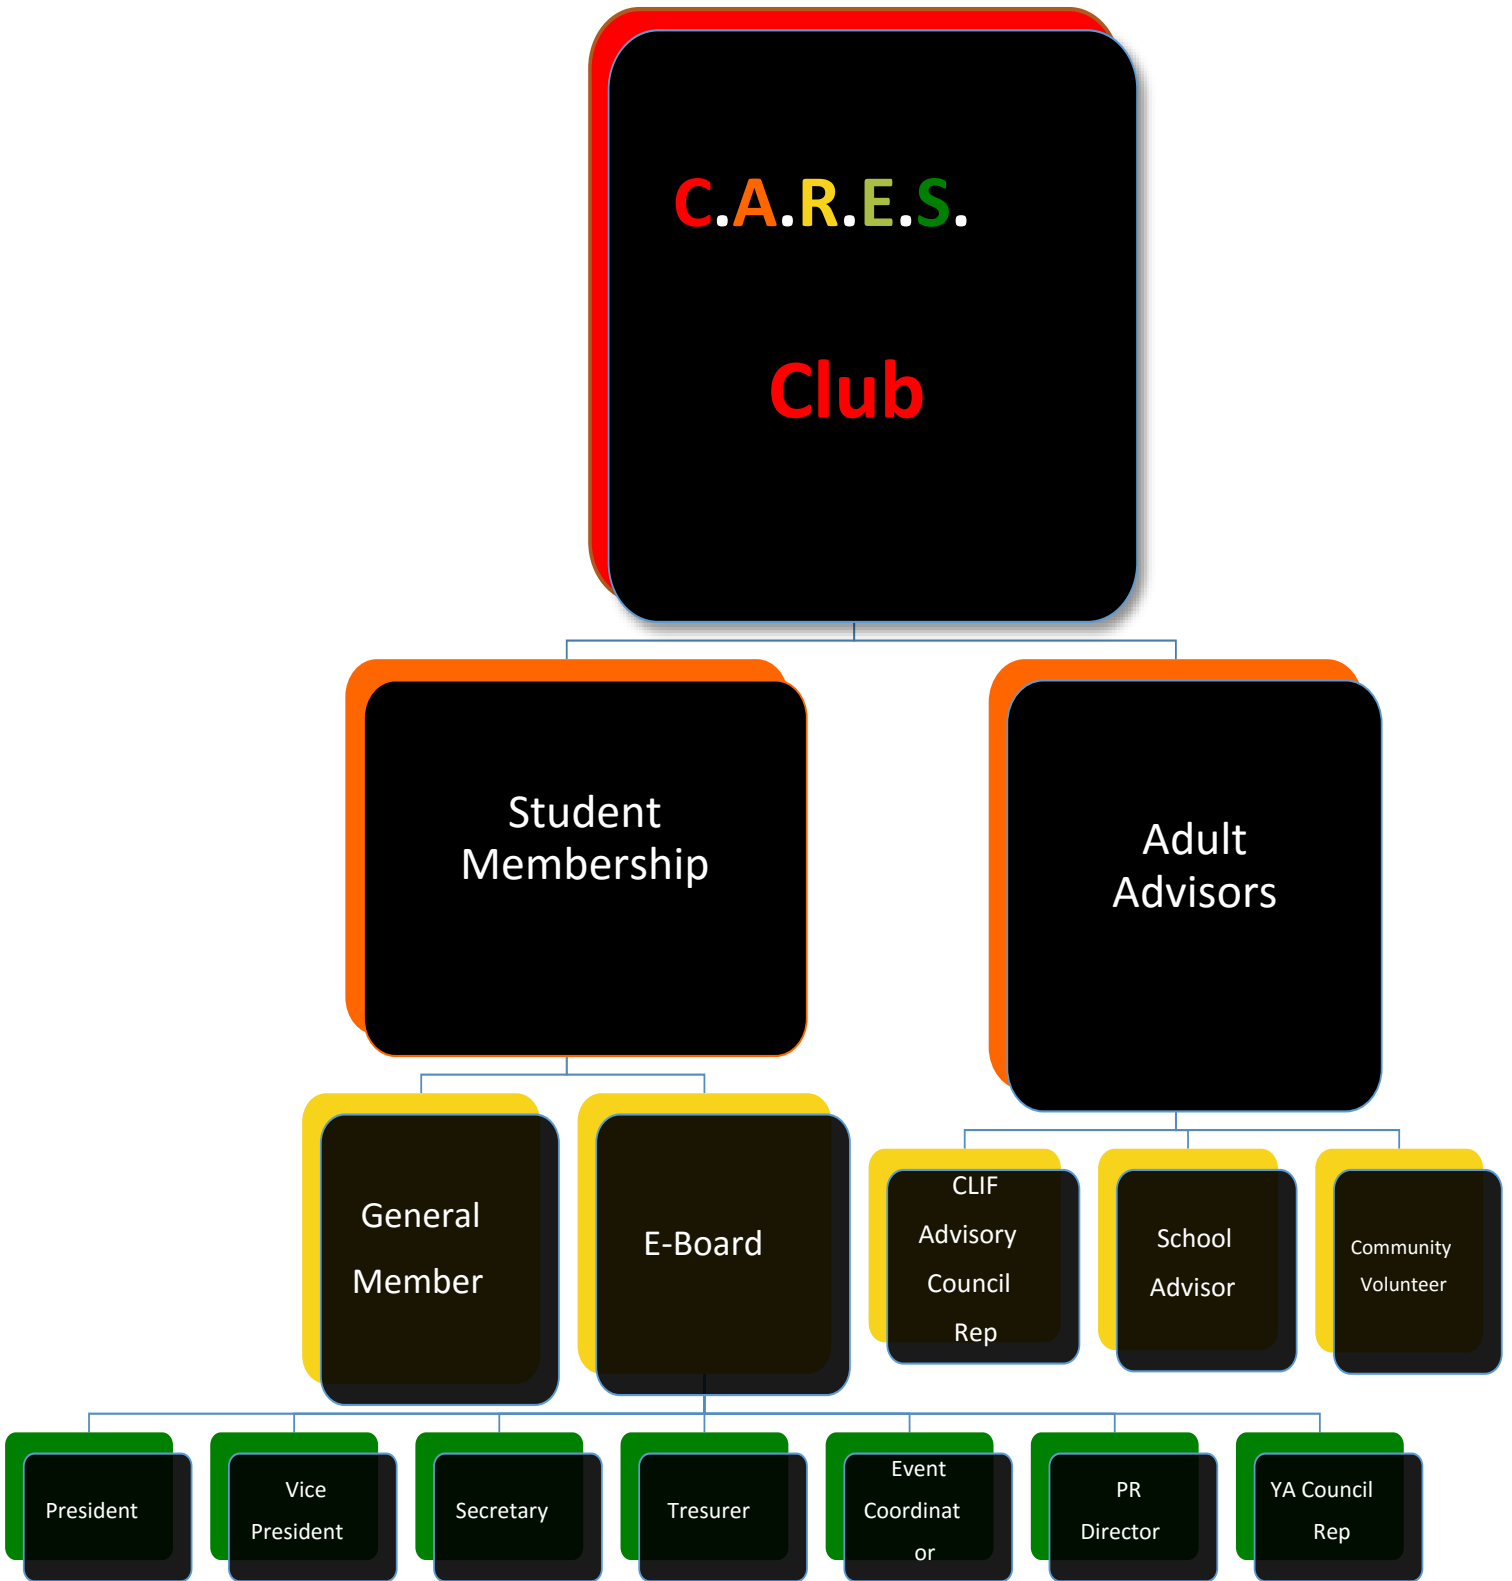 C.A.R.E.S.
Club
Student
Membership
Adult
Advisors
General
Member
E-Board
CLIF
Advisory
Council
Rep
School
Advisor
Community
Volunteer
President
Vice
President
Secretary
Tresurer
Event
Coordinat
or
PR
Director
YA Council
Rep